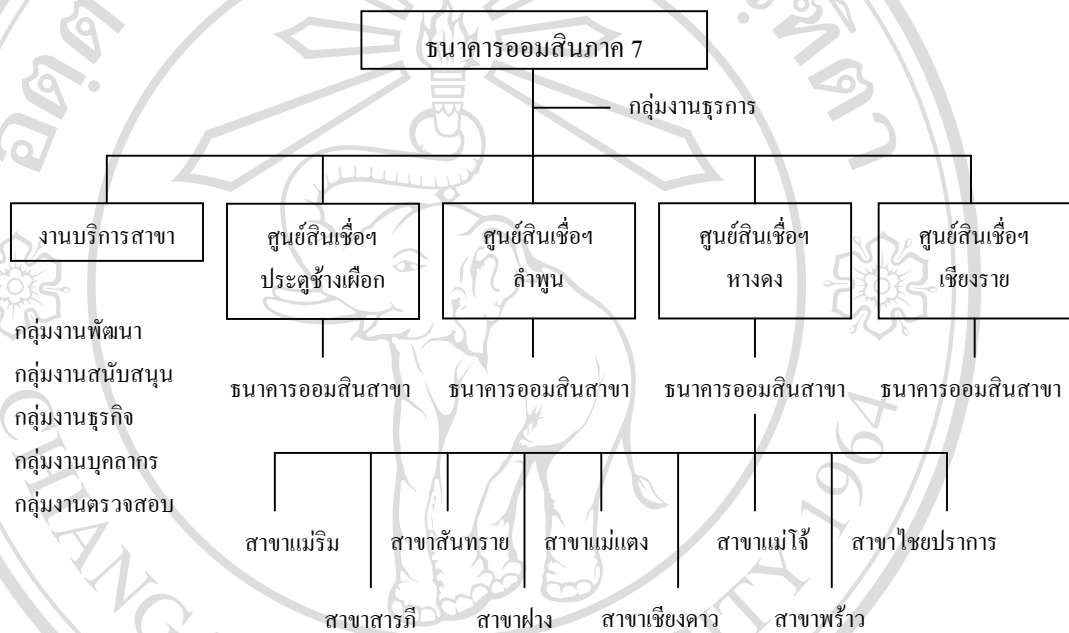 ธนาคารออมสินภาค 7
กลุ่มงานธุรการ
งานบริการสาขา
ศูนย์สินเชื่อฯ
ประตูช้างเผือก
ศูนย์สินเชื่อฯ
ลำพูน
ศูนย์สินเชื่อฯ
หางดง
ศูนย์สินเชื่อฯ
เชียงราย
กลุ่มงานพัฒนา
กลุ่มงานสนับสนุน
กลุ่มงานธุรกิจ
กลุ่มงานบุคลากร
กลุ่มงานตรวจสอบ
ธนาคารออมสินสาขา
ธนาคารออมสินสาขา
ธนาคารออมสินสาขา
ธนาคารออมสินสาขา
สาขาแม่ริม
สาขาสันทราย
สาขาแม่แตง
สาขาแม่โจ้
สาขาไชยปราการ
สาขาสารภี
สาขาฝาง
สาขาเชียงดาว
สาขาพร้าว
1964